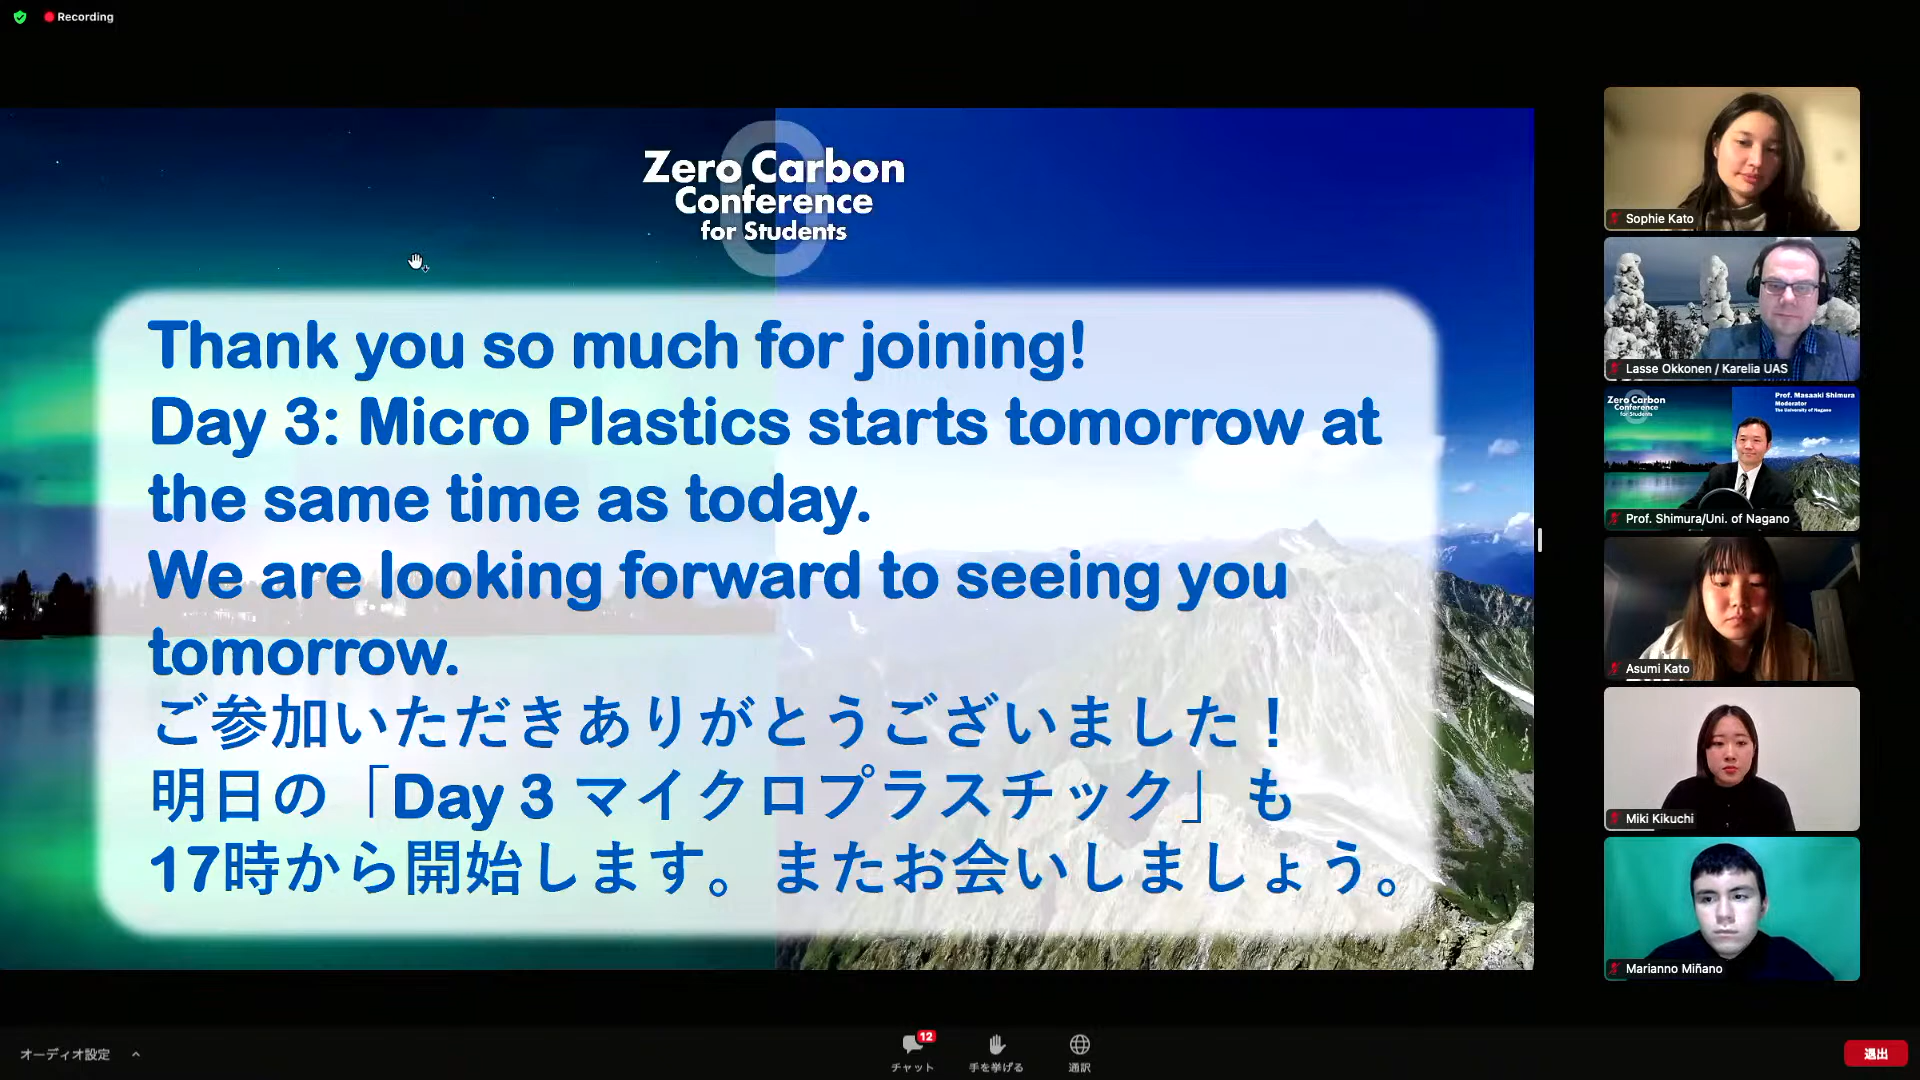 Recording
Zero Carbon
Conference
for Students
Thank you so much for joining!
Day 3: Micro Plastics starts tomorrow at
the same time as today.
We are looking forward to seeing you
tomorrow.
ご参加いただきありがとうございました！
明日の「Day 3 マイクロプラスチック」も
17時から開始します。またお会いしましょう。
Sophie Kato
Lasse Okkonen / Karelia UAS
Zero Carbon
Conference
for Students
Prof. Masaaki Shimura
Moderator
The University of Nagano
Prof. Shimura/Uni. of Nagano
Asumi Kato
Miki Kikuchi
Marianno Miñano
オーディオ設定
12
チャット
手を挙げる
通訳
退出